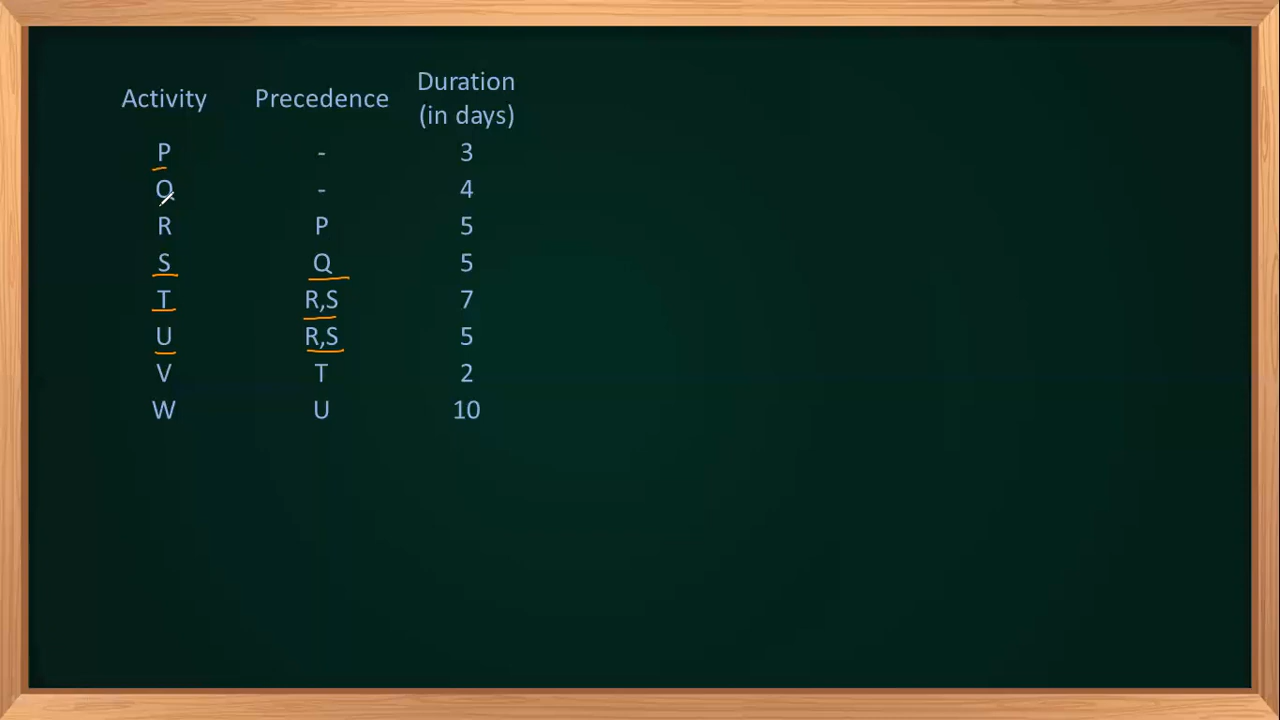 Activity Precedence Duration (in days)
P - 3
Q - 4
R P 5
S Q 5
T R,S 7
U R,S 5
V T 2
W U 10